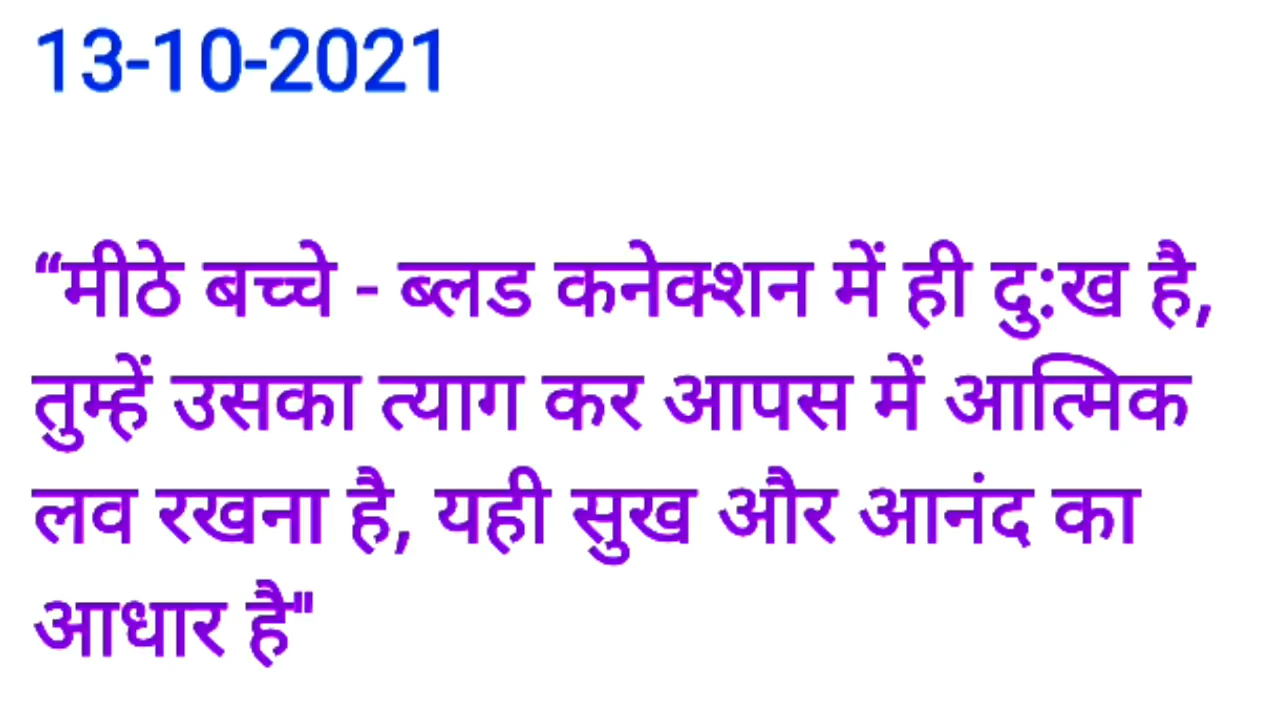 13-10-2021
“मीठे बच्चे - ब्लड कनेक्शन में ही दु:ख है,
तुम्हें उसका त्याग कर आपस में आत्मिक
लव रखना है, यही सुख और आनंद का
आधार है"